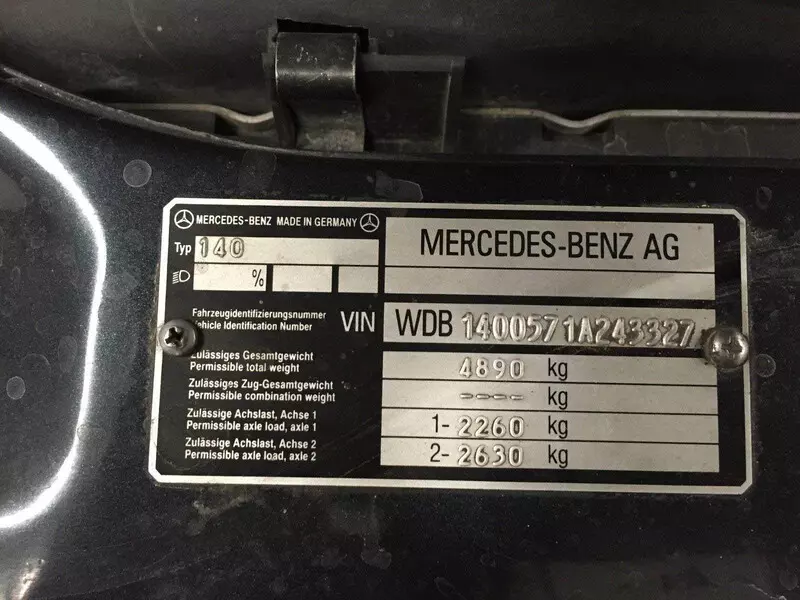 MERCEDES-BENZ MADE IN GERMANY
Typ 140
%
MERCEDES-BENZ AG
Fahrzeugidentifizierungsnummer
Vehicle Identification Number
VIN WDB 1400571A243327
Zulässiges Gesamtgewicht
Permissible total weight
4890 kg
Zulässiges Zug-Gesamtgewicht
Permissible combination weight
---- kg
Zulässige Achslast, Achse 1
Permissible axle load, axle 1
1- 2260 kg
Zulässige Achslast, Achse 2
Permissible axle load, axle 2
2- 2630 kg